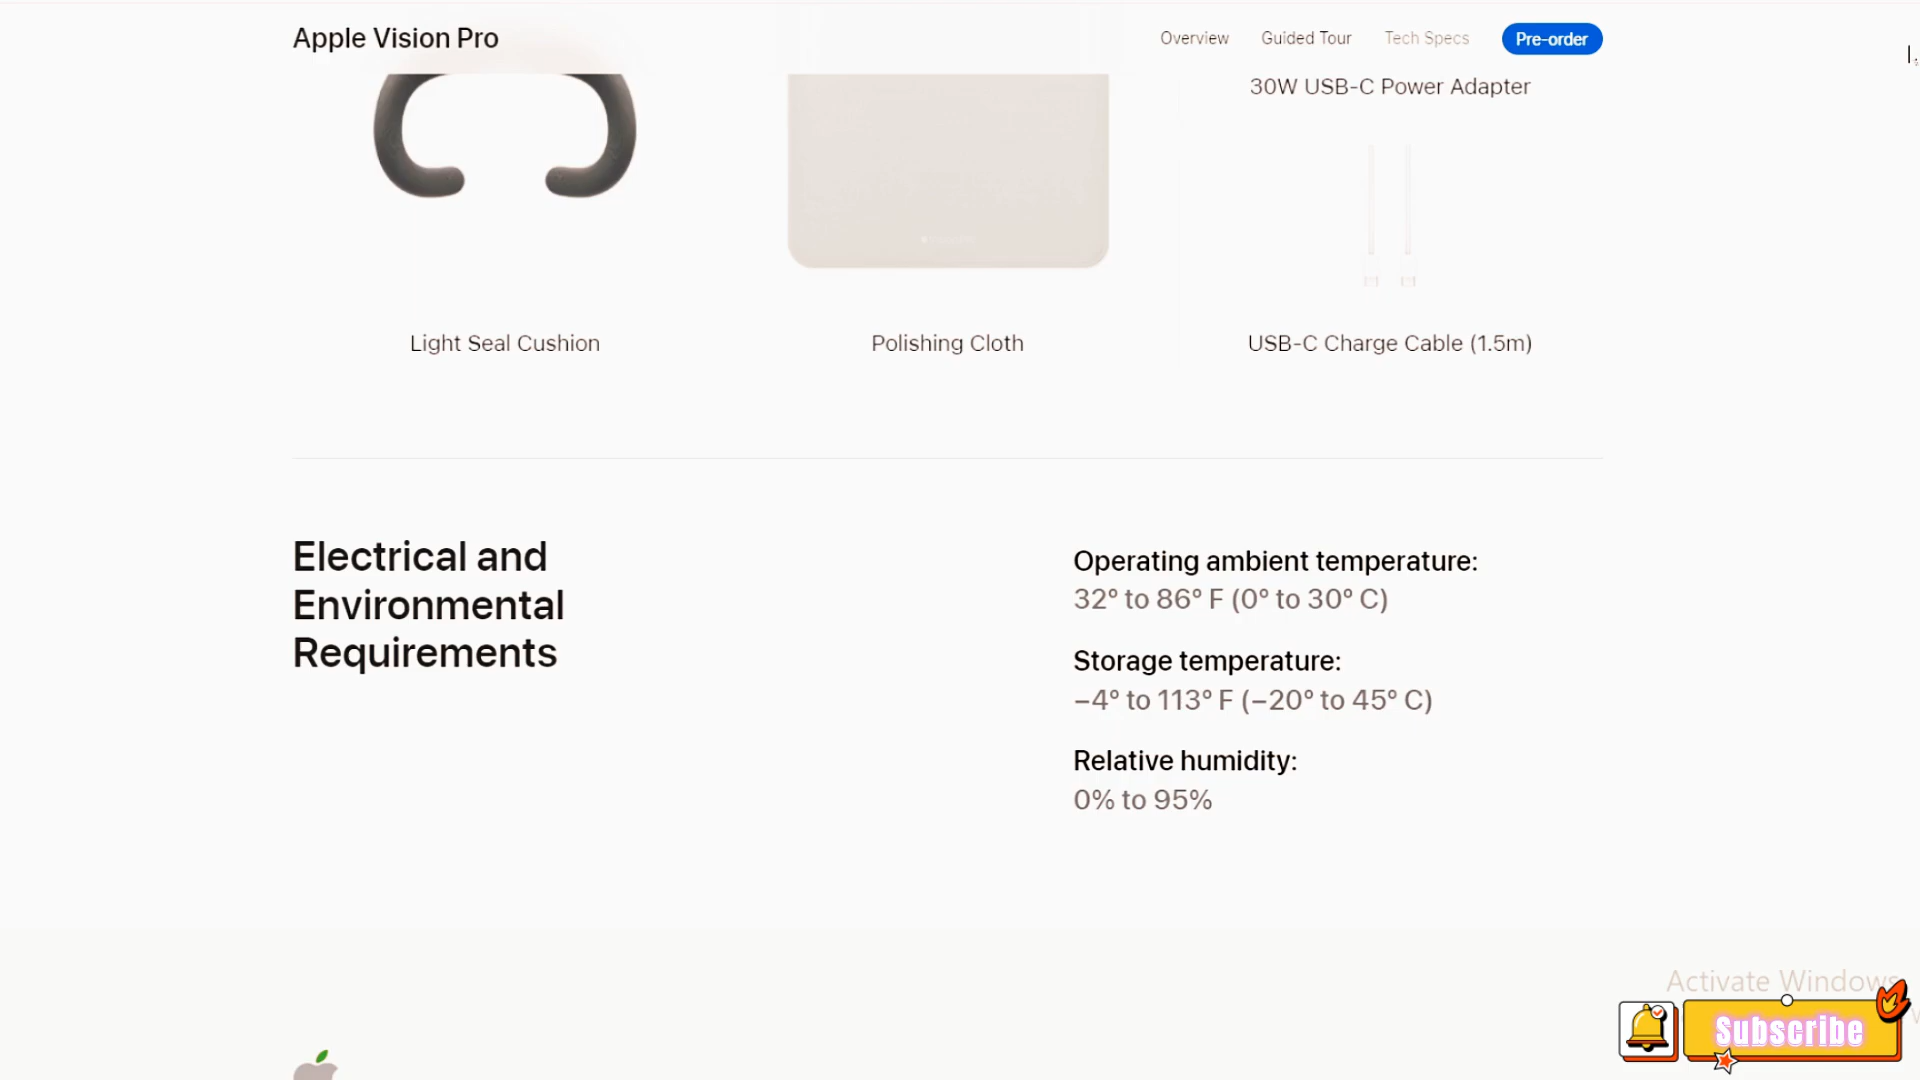 Apple Vision Pro
Overview
Guided Tour
Tech Specs
Pre-order
30W USB-C Power Adapter
Light Seal Cushion
Polishing Cloth
USB-C Charge Cable (1.5m)
Electrical and
Environmental
Requirements
Operating ambient temperature:
32° to 86° F (0° to 30° C)
Storage temperature:
−4° to 113° F (−20° to 45° C)
Relative humidity:
0% to 95%
Activate Windows
Subscribe